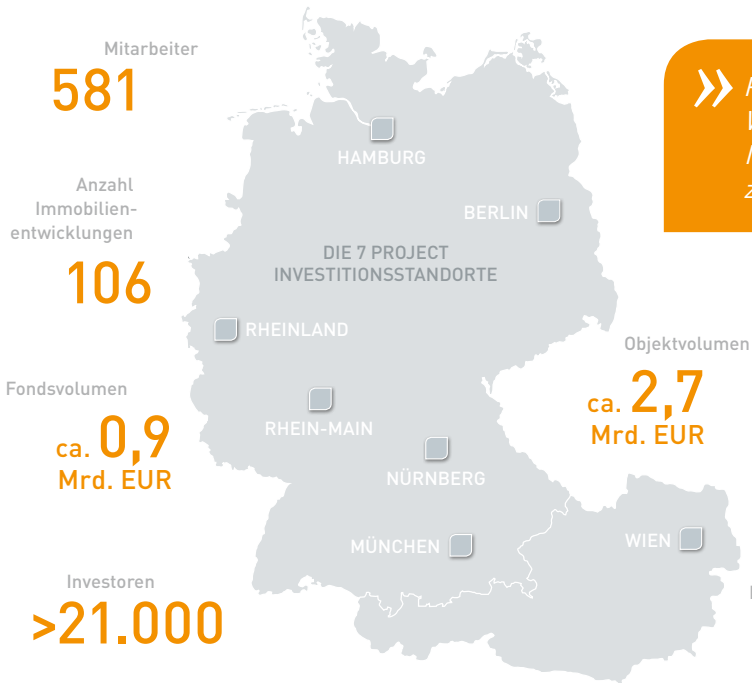 Mitarbeiter
581
Anzahl
Immobilien-
entwicklungen
106
Fondsvolumen
ca. 0,9
Mrd. EUR
Investoren
>21.000
HAMBURG
BERLIN
DIE 7 PROJECT
INVESTITIONSSTANDORTE
RHEINLAND
RHEIN-MAIN
NÜRNBERG
MÜNCHEN
WIEN
Objektvolumen
ca. 2,7
Mrd. EUR